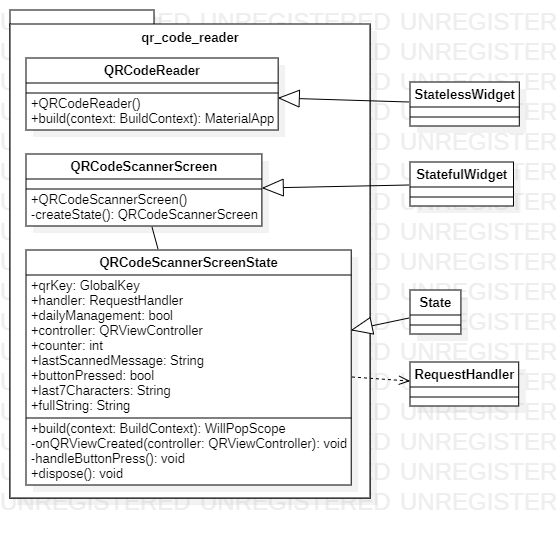 qr_code_reader
QRCodeReader
+QRCodeReader()
+build(context: BuildContext): MaterialApp
StatelessWidget
QRCodeScannerScreen
+QRCodeScannerScreen()
-createState(): QRCodeScannerScreen
StatefulWidget
QRCodeScannerScreenState
+qrKey: GlobalKey
+handler: RequestHandler
+dailyManagement: bool
+controller: QRViewController
+counter: int
+lastScannedMessage: String
+buttonPressed: bool
+last7Characters: String
+fullString: String
+build(context: BuildContext): WillPopScope
-onQRViewCreated(controller: QRViewController): void
-handleButtonPress(): void
+dispose(): void
State
RequestHandler
UNREGISTERED UNREGISTERED
UNREGISTERED
UNREGISTERED
UNREGISTERED
UNREGISTERED
UNREGISTERED
UNREGISTERED
UNREGISTERED
UNREGISTERED
UNREGISTERED
UNREGISTERED
UNREGISTERED
UNREGISTERED
UNREGISTERED
UNREGISTERED
UNREGISTERED UNREGISTERED UNREGISTERED